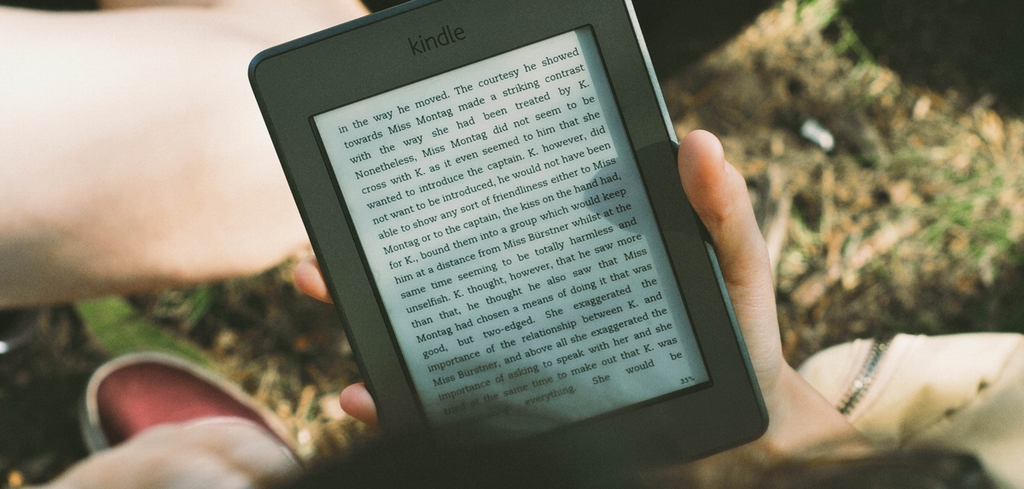 kindle
in the way he moved. The courtesy he showed
towards Miss Montag made a striking contrast
with the way she had been treated by K.
Nonetheless, Miss Montag did not seem to be
cross with K. as it even seemed to him that she
wanted to introduce the captain. K. however, did
not want to be introduced, he would not have been
able to show any sort of friendliness either to Miss
Montag or to the captain, the kiss on the hand had,
for K., bound them into a group which would keep
him at a distance from Miss Bürstner whilst at the
same time seeming to be totally harmless and
unselfish. K. thought, however, that he saw more
than that, he thought he also saw that Miss
Montag had chosen a means of doing it that was
good, but two-edged. She exaggerated the
importance of the relationship between K. and
Miss Bürstner, and above all she exaggerated the
importance of asking to speak with her and she
tried at the same time to make out that K. was
everything. She would be
33%